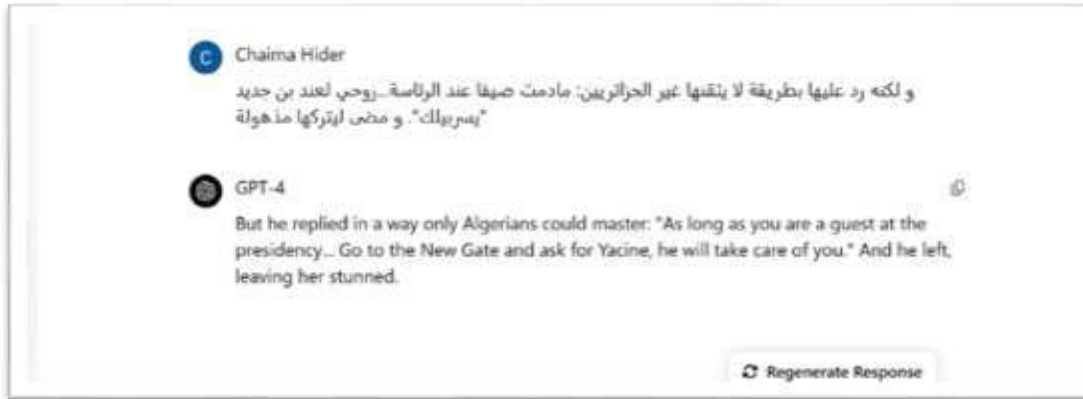 Chaima Hider
و لكنه رد عليها بطريقة لا يتقنها غير الجزائريين: مادمت ضيفا عند الرئاسة...روحي لعند بن جديد
"يسربيلك". و مضى ليتركها مذهولة
GPT-4
But he replied in a way only Algerians could master: "As long as you are a guest at the
presidency... Go to the New Gate and ask for Yacine, he will take care of you." And he left,
leaving her stunned.
Regenerate Response